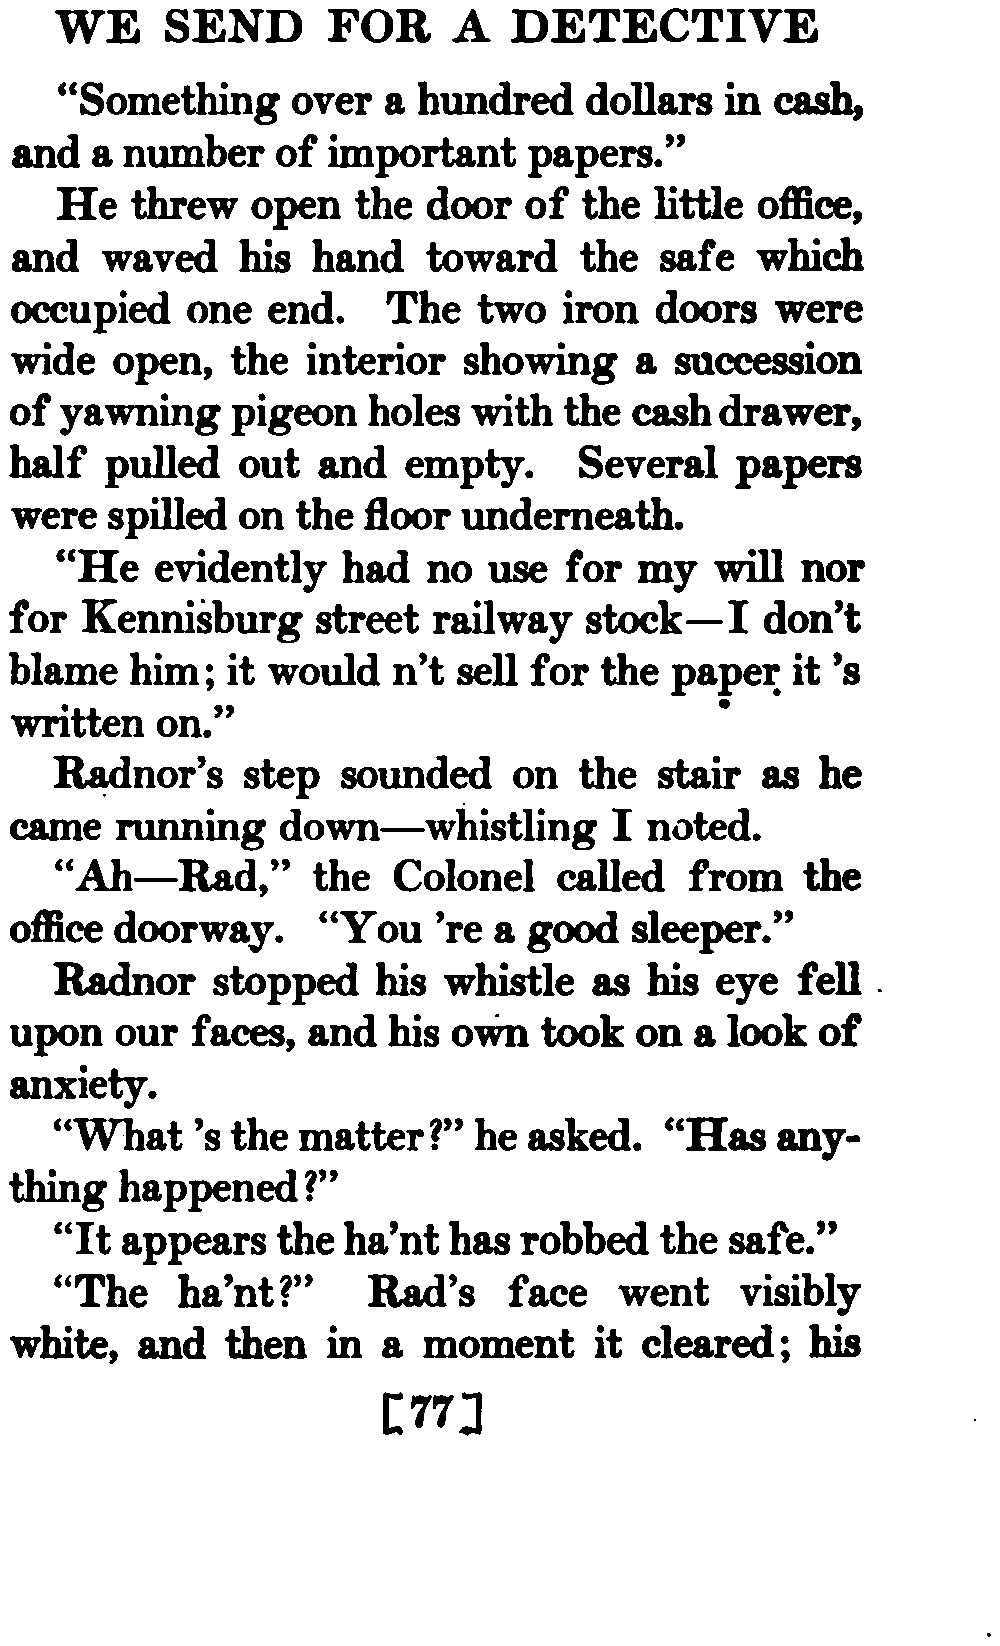 WE SEND FOR A DETECTIVE
“Something over a hundred dollars in cash,
and a number of important papers.”
He threw open the door of the little office,
and waved his hand toward the safe which
occupied one end. The two iron doors were
wide open, the interior showing a succession
of yawning pigeon holes with the cash drawer,
half pulled out and empty. Several papers
were spilled on the floor underneath.
“He evidently had no use for my will nor
for Kennisburg street railway stock—I don’t
blame him; it would n’t sell for the paper it ’s
written on.”
Radnor’s step sounded on the stair as he
came running down—whistling I noted.
“Ah—Rad,” the Colonel called from the
office doorway. “You ’re a good sleeper.”
Radnor stopped his whistle as his eye fell
upon our faces, and his own took on a look of
anxiety.
“What ’s the matter?” he asked. “Has any-
thing happened?”
“It appears the ha’nt has robbed the safe.”
“The ha’nt?” Rad’s face went visibly
white, and then in a moment it cleared; his
[77]